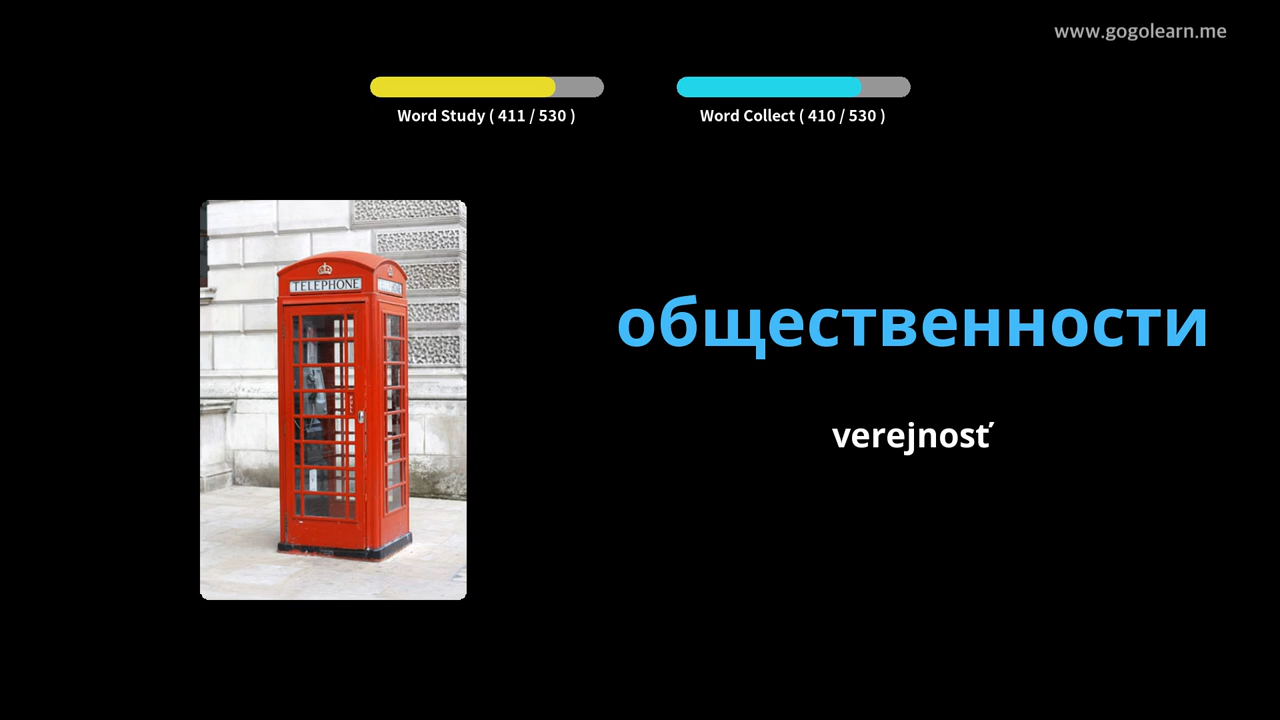 www.gogolearn.me
Word Study ( 411 / 530 )
Word Collect ( 410 / 530 )
TELEPHONE
общественности
verejnosť